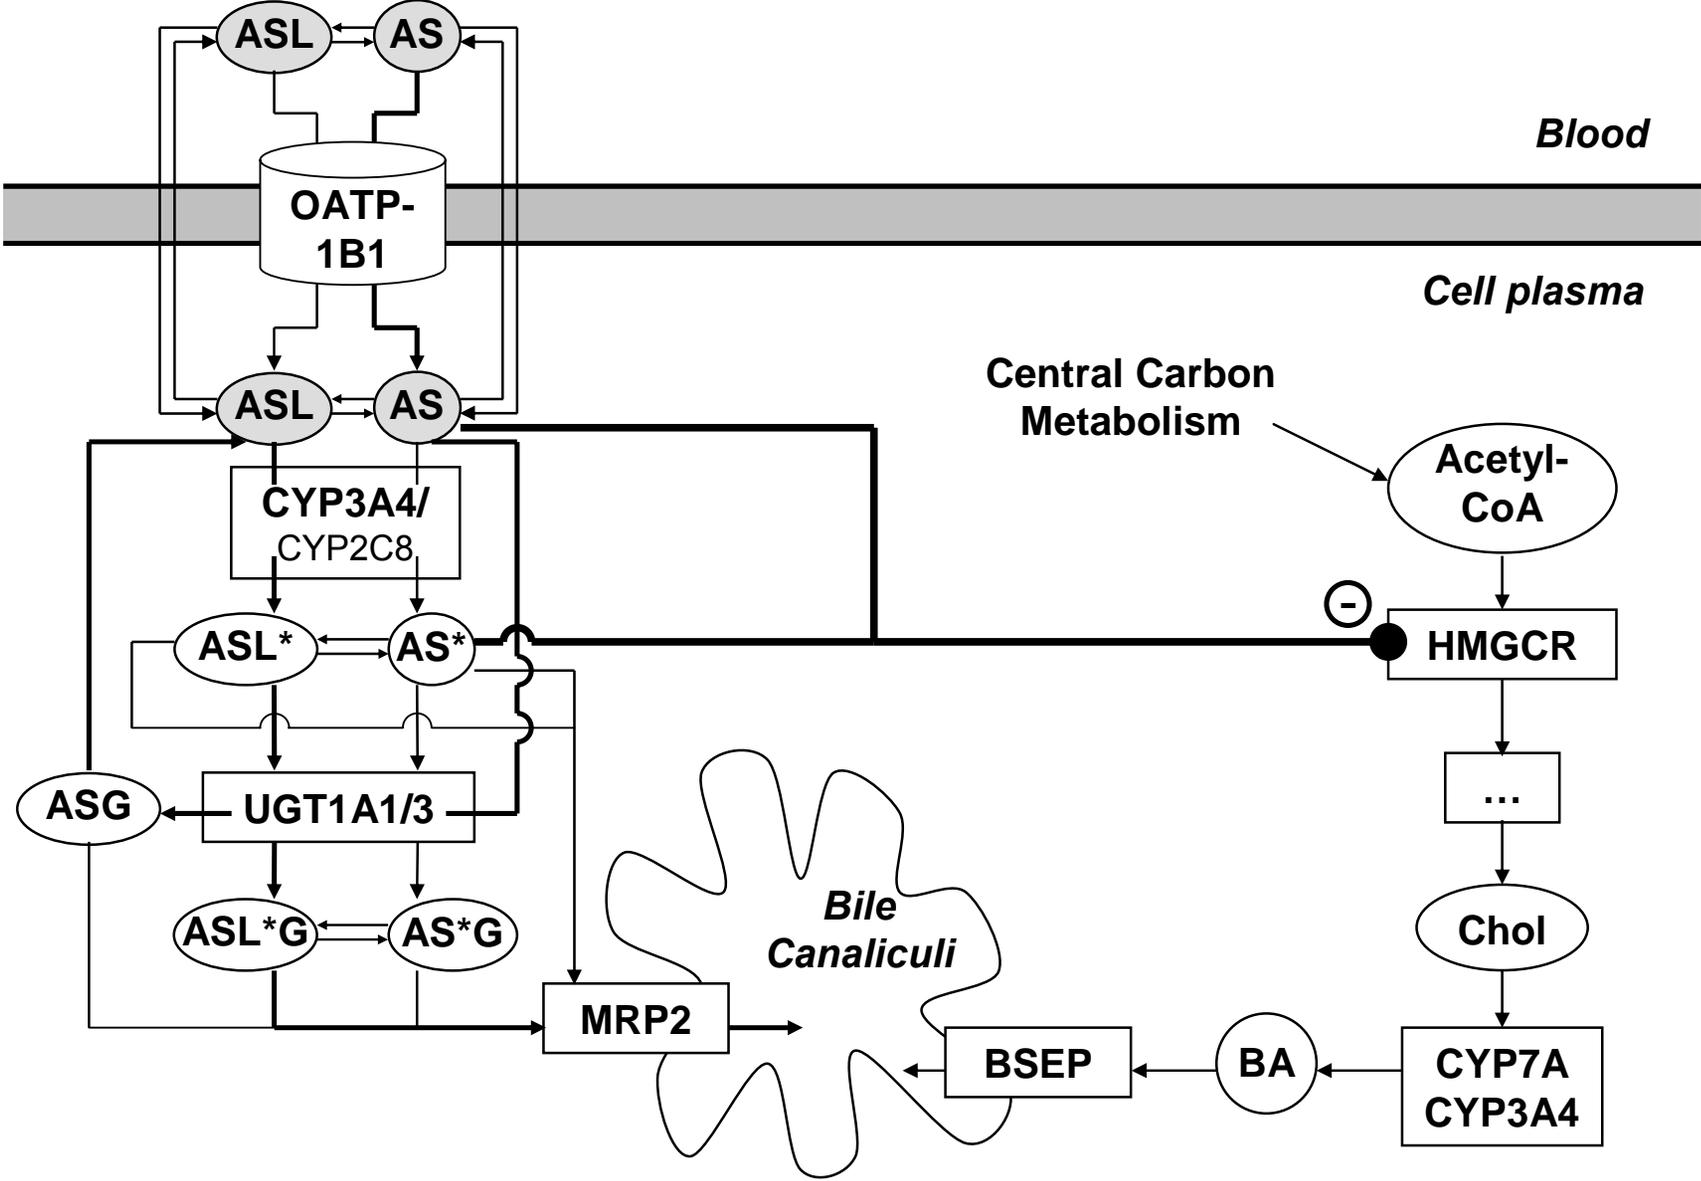 ASL AS
Blood
OATP-
1B1
Cell plasma
ASL AS
Central Carbon
Metabolism
Acetyl-
CoA
CYP3A4/
CYP2C8
-
ASL* AS*
HMGCR
...
ASG
UGT1A1/3
Bile
Canaliculi
ASL*G AS*G
Chol
MRP2
BSEP
BA
CYP7A
CYP3A4